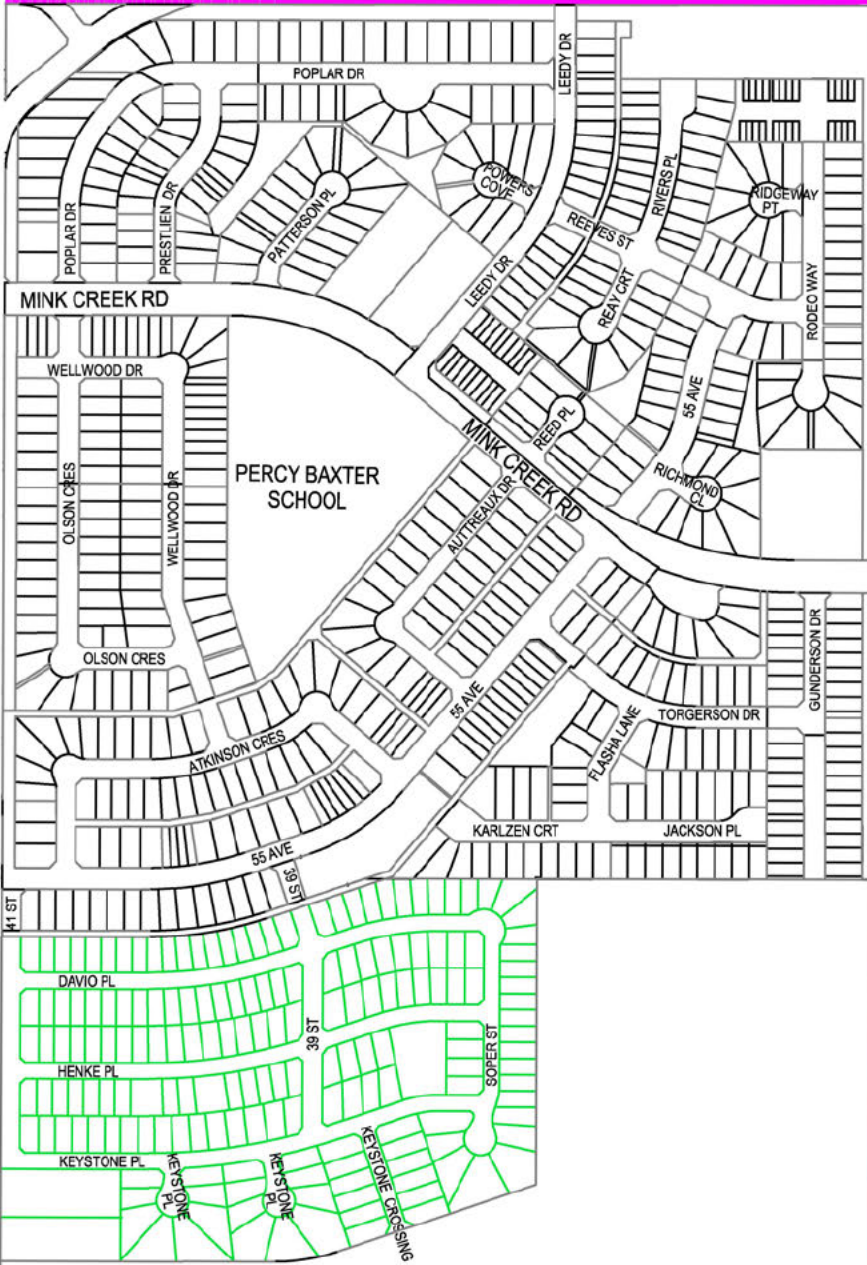 LEEDY DR
POPLAR DR
POWERS
COVE
RIVERS PL
RIDGEWAY
PT
PATTERSON PL
PRESTLIEN DR
POPLAR DR
REEVES ST
LEEDY DR
REAY CRT
RODEO WAY
MINK CREEK RD
WELLWOOD DR
55 AVE
REED PL
OLSON CRES
WELLWOOD DR
PERCY BAXTER
SCHOOL
MINK CREEK RD
RICHMOND
CL
AUTTREAUX DR
OLSON CRES
GUNDERSON DR
55 AVE
TORGERSON DR
FLASHA LANE
ATKINSON CRES
KARLZEN CRT
JACKSON PL
55 AVE
39 ST
41 ST
DAVIO PL
39 ST
SOPER ST
HENKE PL
KEYSTONE PL
KEYSTONE
PL
KEYSTONE
PL
KEYSTONE CROSSING